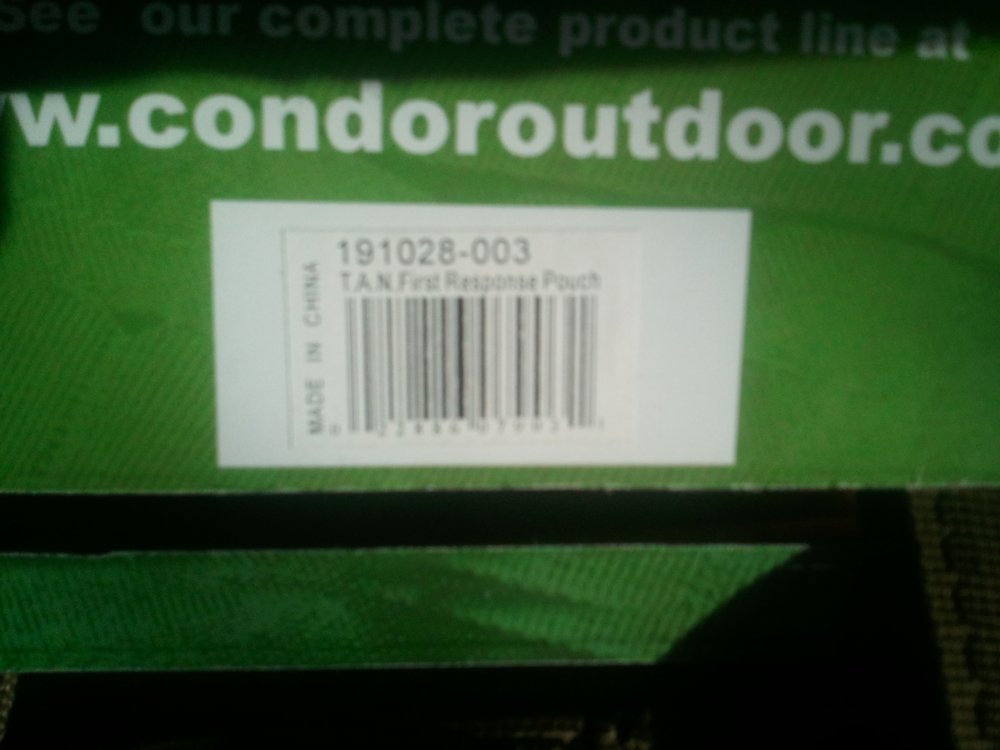 See our complete product line at
w.condoroutdoor.co
191028-003
T.A.N.First Response Pouch
MADE IN CHINA